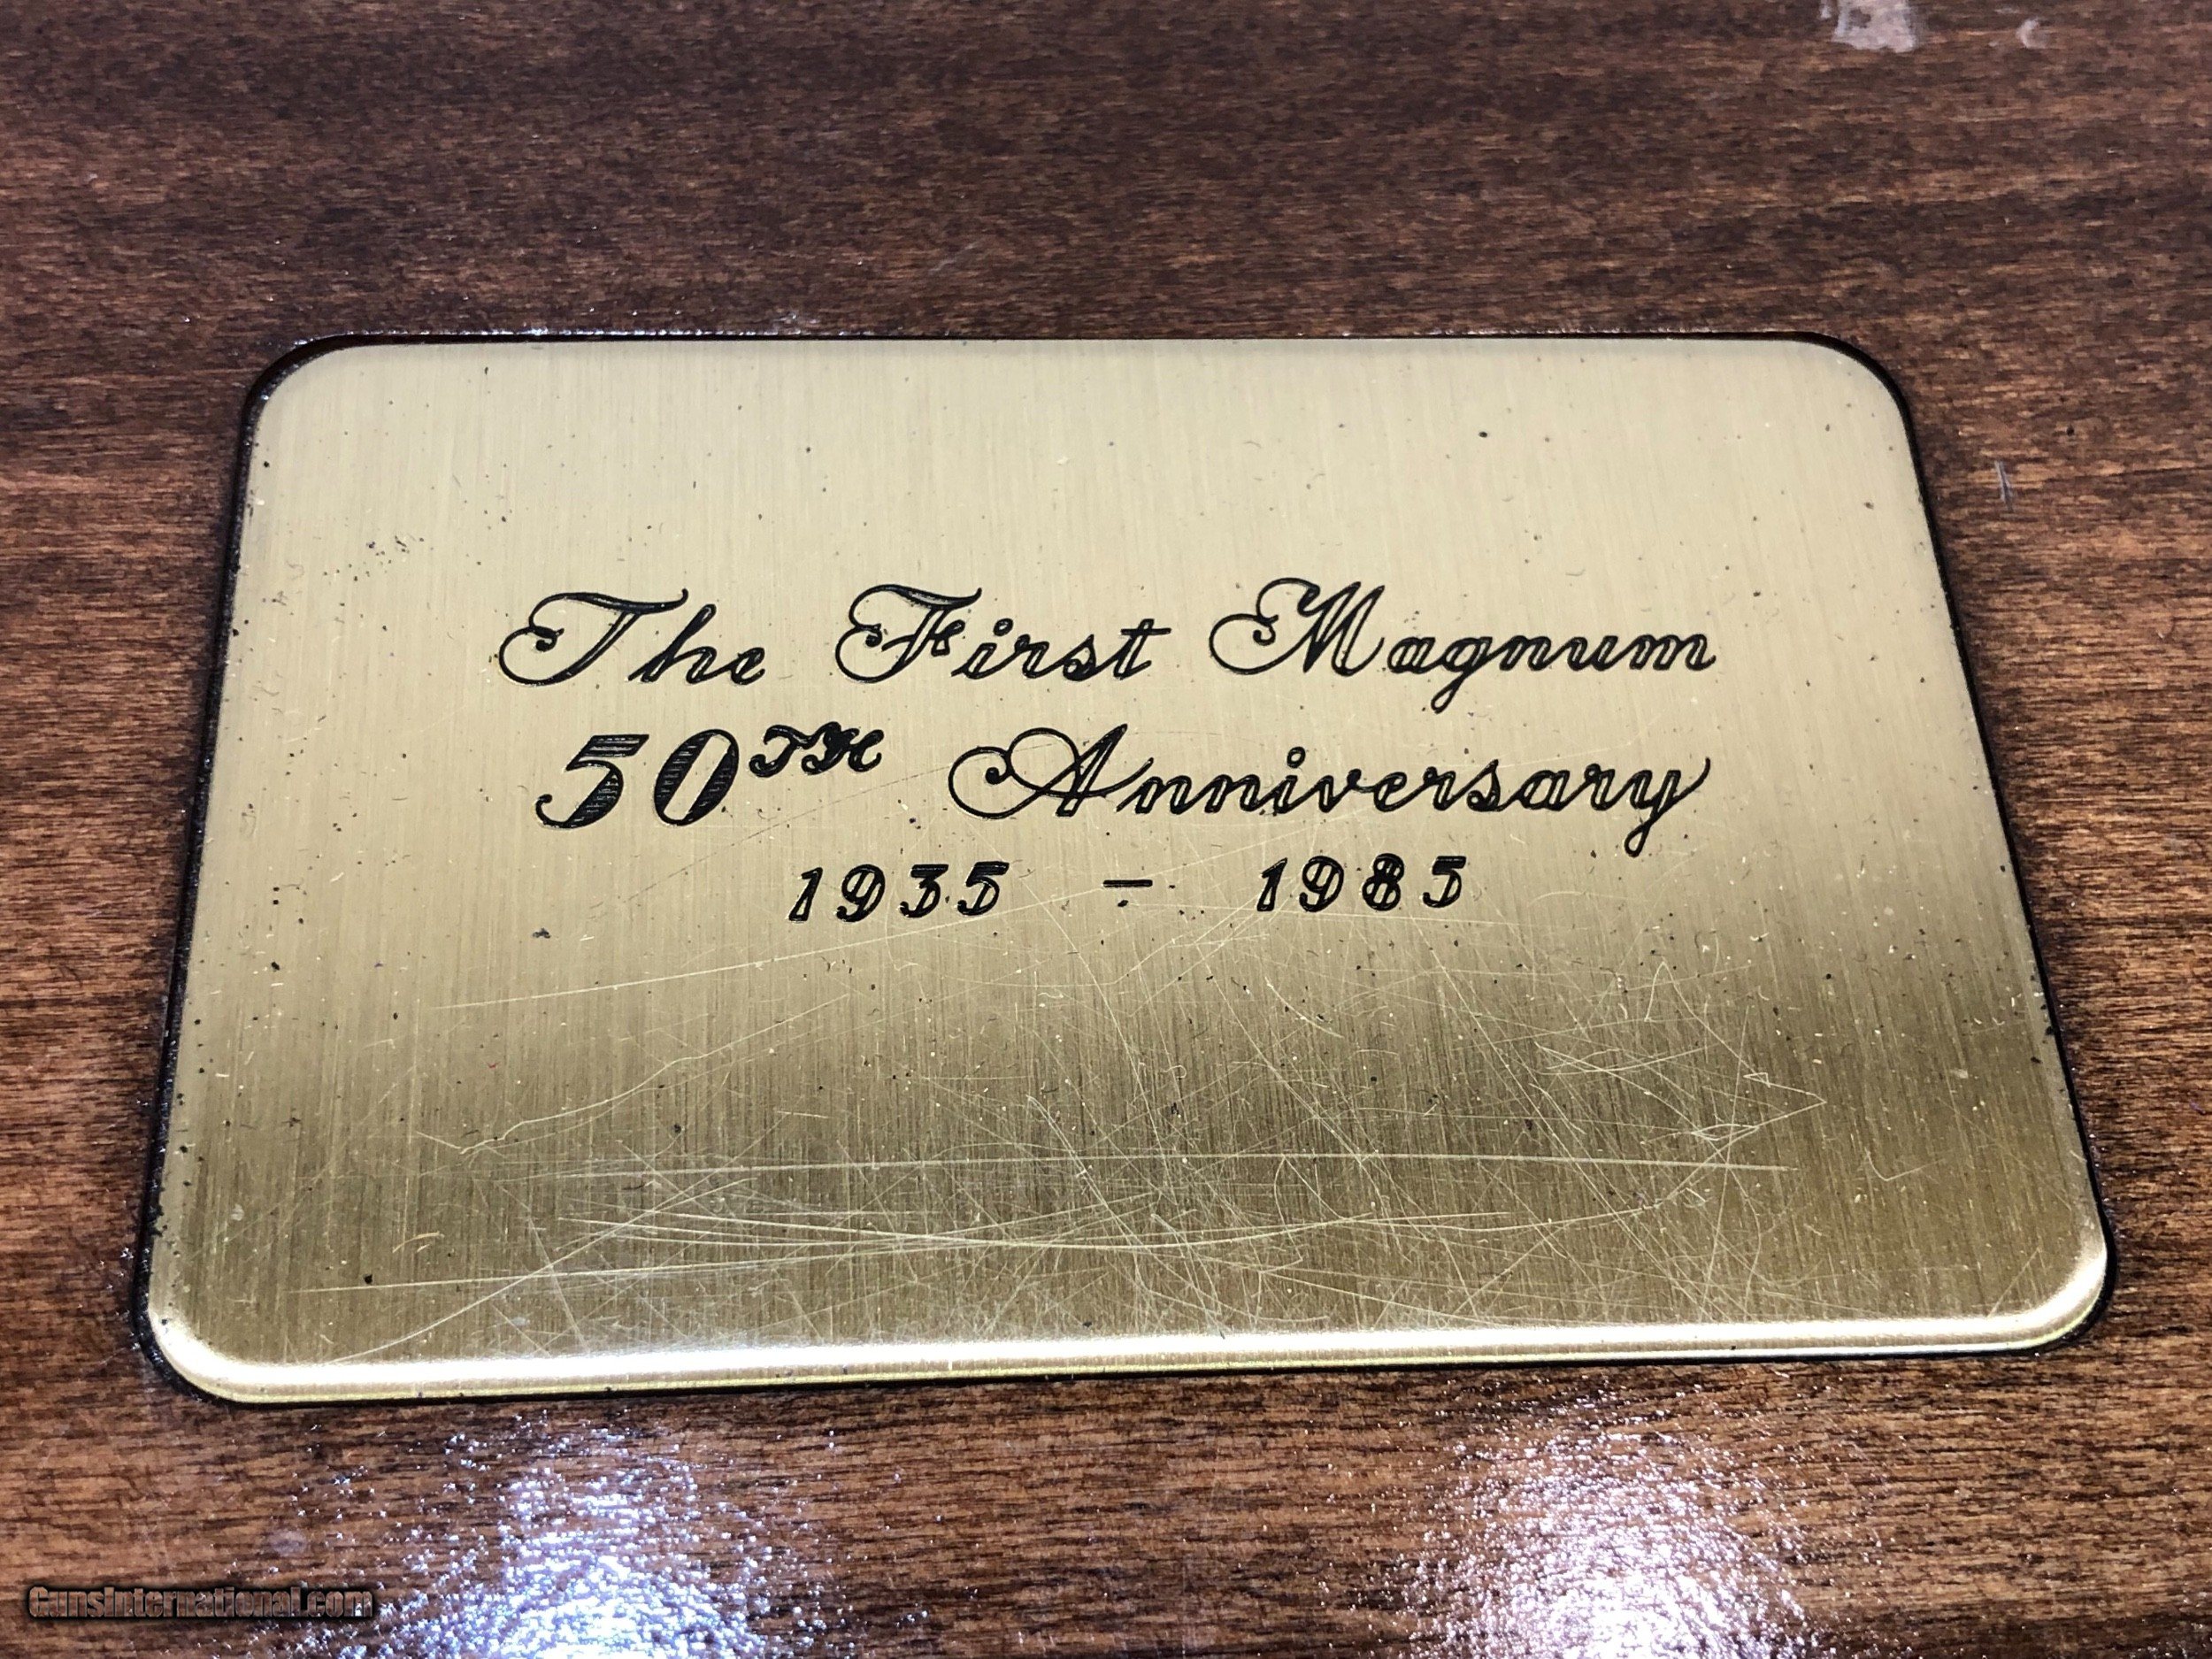 The First Magnum
50TH Anniversary
1935 - 1985
GunsInternational.com